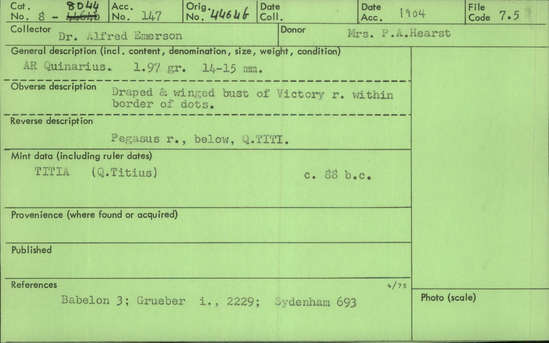 Cat. No. 8- 8044 44646 Acc. No. 147 Orig. No. 44646 Date Coll. Date Acc. 1904 File Code 7.5
Collector Dr. Alfred Emerson Donor Mrs. P.A.Hearst
General description (incl. content, denomination, size, weight, condition)
AR Quinarius. 1.97 gr. 14-15 mm.
Obverse description
Draped & winged bust of Victory r. within
border of dots.
Reverse description
Pegasus r., below, Q.TITI.
Mint data (including ruler dates)
TITIA (Q.Titius) c. 88 b.c.
Provenience (where found or acquired)
Published
References 4/75
Babelon 3; Grueber i., 2229; Sydenham 693
Photo (scale)